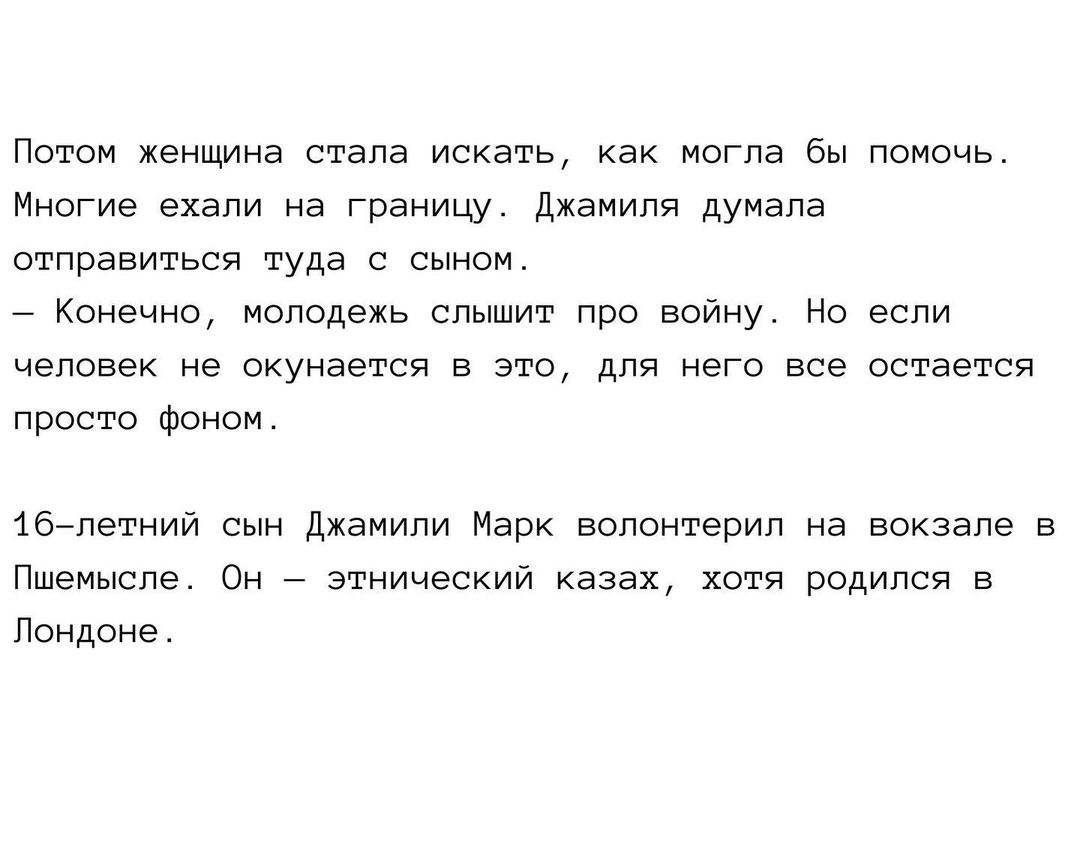 Потом женщина стала искать, как могла бы помочь.
Многие ехали на границу. Джамиля думала
отправиться туда с сыном.
— Конечно, молодежь слышит про войну. Но если
человек не окунается в это, для него все остается
просто фоном.
16-летний сын Джамили Марк волонтерил на вокзале в
Пшемысле. Он — этнический казах, хотя родился в
Лондоне.